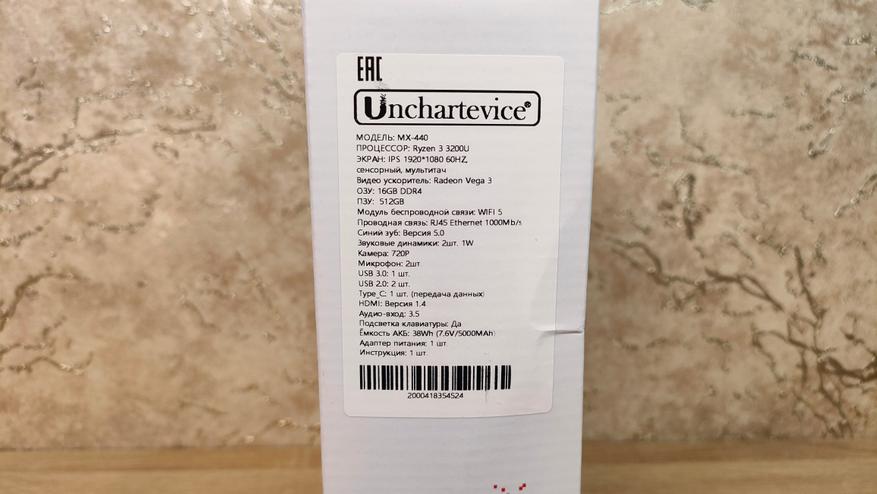 EAC
Unchartevice®
МОДЕЛЬ: MX-440
ПРОЦЕССОР: Ryzen 3 3200U
ЭКРАН: IPS 1920*1080 60HZ,
сенсорный, мультитач
Видео ускоритель: Radeon Vega 3
ОЗУ: 16GB DDR4
ПЗУ: 512GB
Модуль беспроводной связи: WIFI 5
Проводная связь: RJ45 Ethernet 1000Mb/s
Синий зуб: Версия 5.0
Звуковые динамики: 2шт. 1W
Камера: 720P
Микрофон: 2шт
USB 3.0: 1 шт.
USB 2.0: 2 шт.
Type_C: 1 шт. (передача данных)
HDMI: Версия 1.4
Аудио-вход: 3.5
Подсветка клавиатуры: Да
Ёмкость АКБ: 38Wh (7.6V/5000MAh)
Адаптер питания: 1 шт
Инструкция: 1 шт
2000418354524